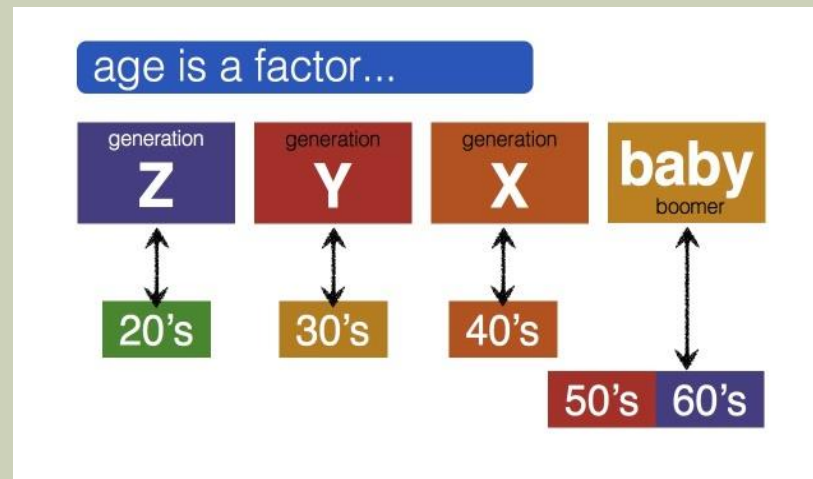 age is a factor...
generation generation generation baby
Z Y X boomer
20's 30's 40's
50's 60's